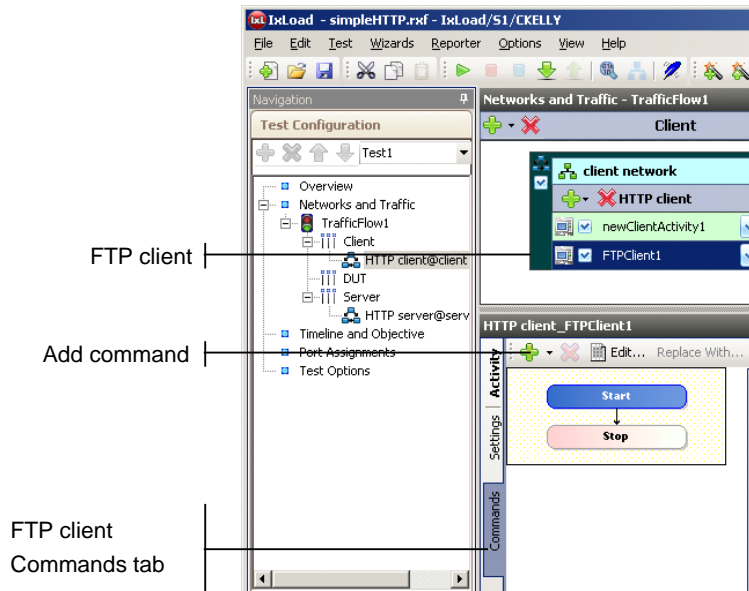 IxL IxLoad - simpleHTTP.rxf - IxLoad/S1/CKELLY
File Edit Test Wizards Reporter Options View Help
Navigation
Test Configuration
Test1
Overview
Networks and Traffic
TrafficFlow1
Client
HTTP client@client
DUT
Server
HTTP server@serv
Timeline and Objective
Port Assignments
Test Options
Networks and Traffic - TrafficFlow1
Client
client network
HTTP client
newClientActivity1
FTPClient1
HTTP client_FTPClient1
Edit... Replace With...
Activity
Settings
Commands
Start
Stop
FTP client
Add command
FTP client
Commands tab